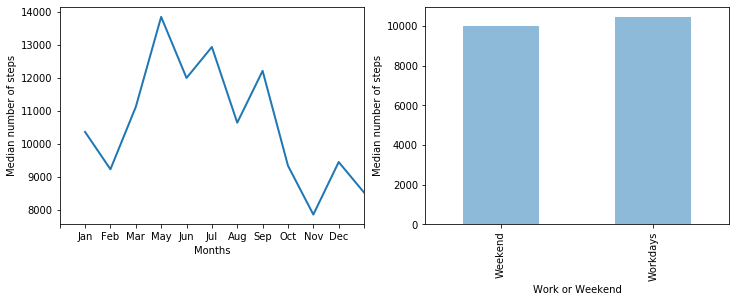 Median number of steps
14000
13000
12000
11000
10000
9000
8000
Jan Feb Mar May Jun Jul Aug Sep Oct Nov Dec
Months
Median number of steps
10000
8000
6000
4000
2000
0
Weekend
Workdays
Work or Weekend